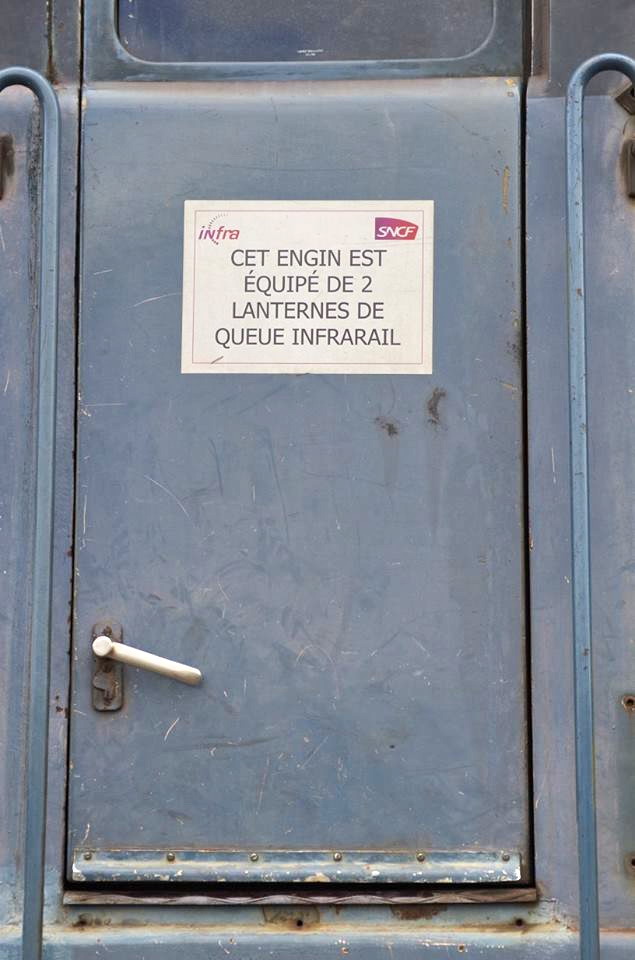 infra SNCF
CET ENGIN EST
ÉQUIPÉ DE 2
LANTERNES DE
QUEUE INFRARAIL